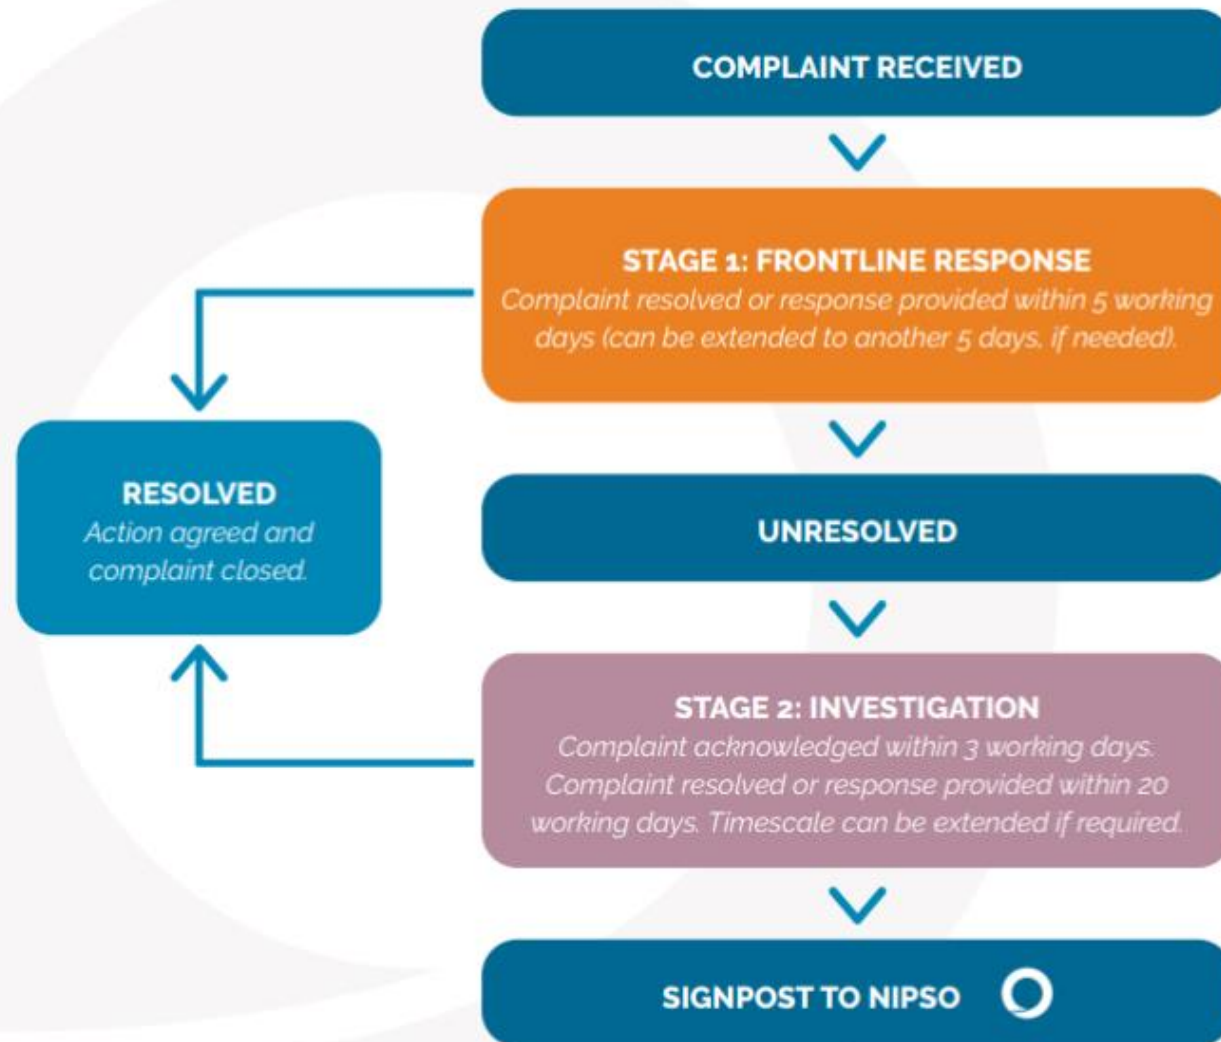 COMPLAINT RECEIVED
STAGE 1: FRONTLINE RESPONSE
Complaint resolved or response provided within 5 working
days (can be extended to another 5 days, if needed).
RESOLVED
Action agreed and
complaint closed.
UNRESOLVED
STAGE 2: INVESTIGATION
Complaint acknowledged within 3 working days.
Complaint resolved or response provided within 20
working days. Timescale can be extended if required.
SIGNPOST TO NIPSO